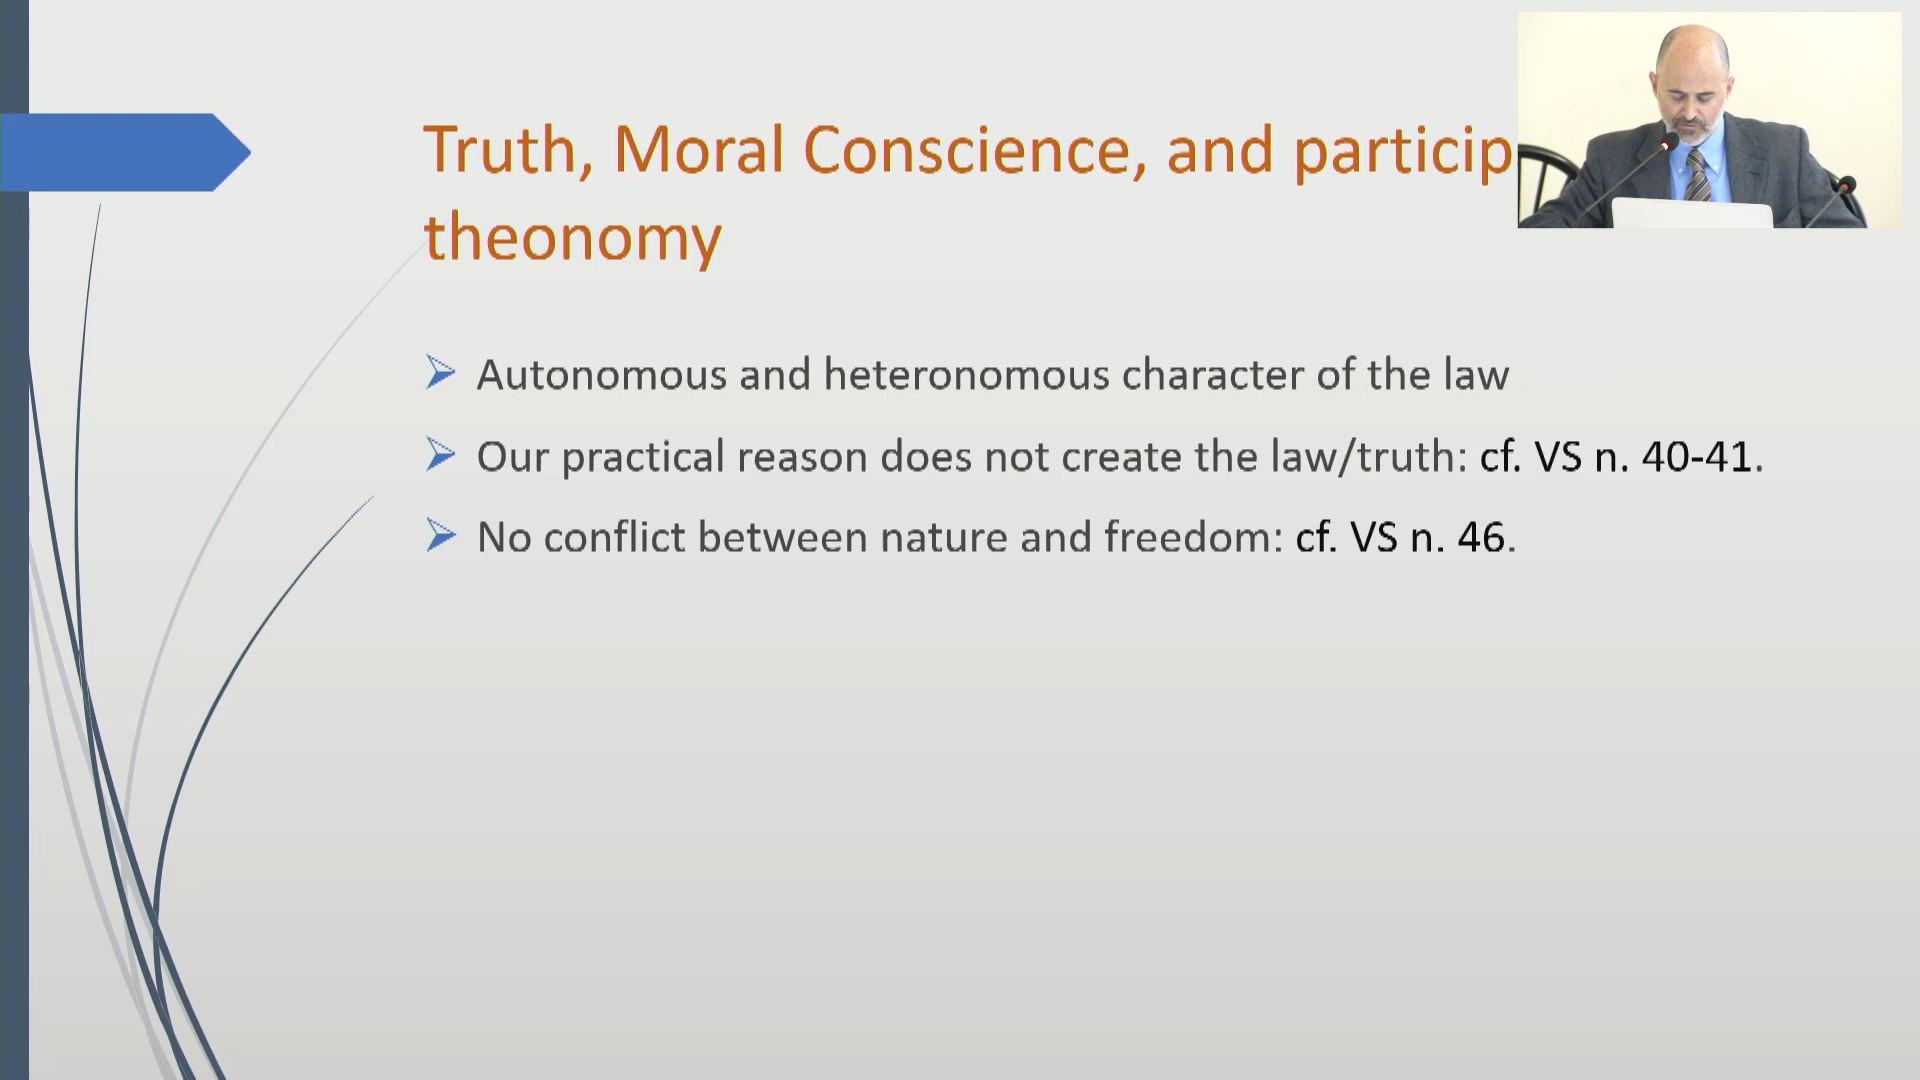 Truth, Moral Conscience, and particip
theonomy
Autonomous and heteronomous character of the law
Our practical reason does not create the law/truth: cf. VS n. 40-41.
No conflict between nature and freedom: cf. VS n. 46.